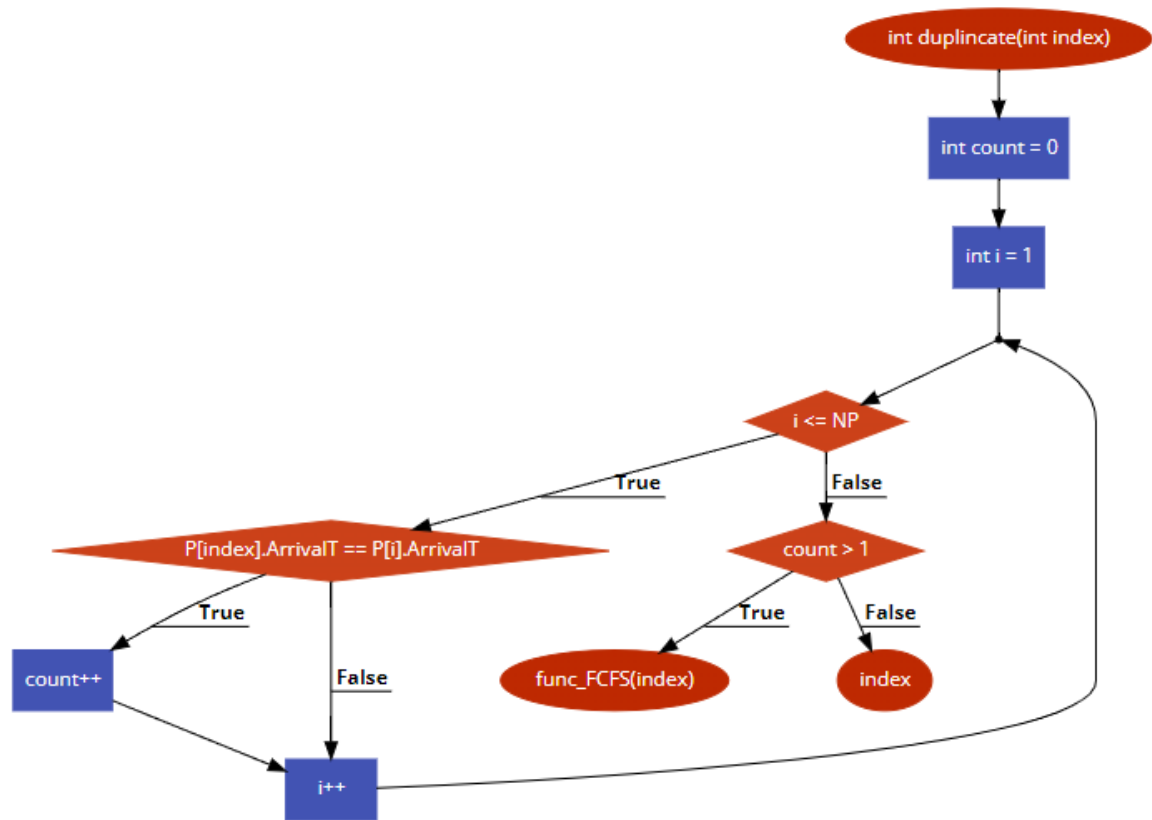 int duplincate(int index)
int count = 0
int i = 1
i <= NP
True
False
P[index].ArrivalT == P[i].ArrivalT
count > 1
True
False
True
False
count++
func_FCFS(index)
index
i++